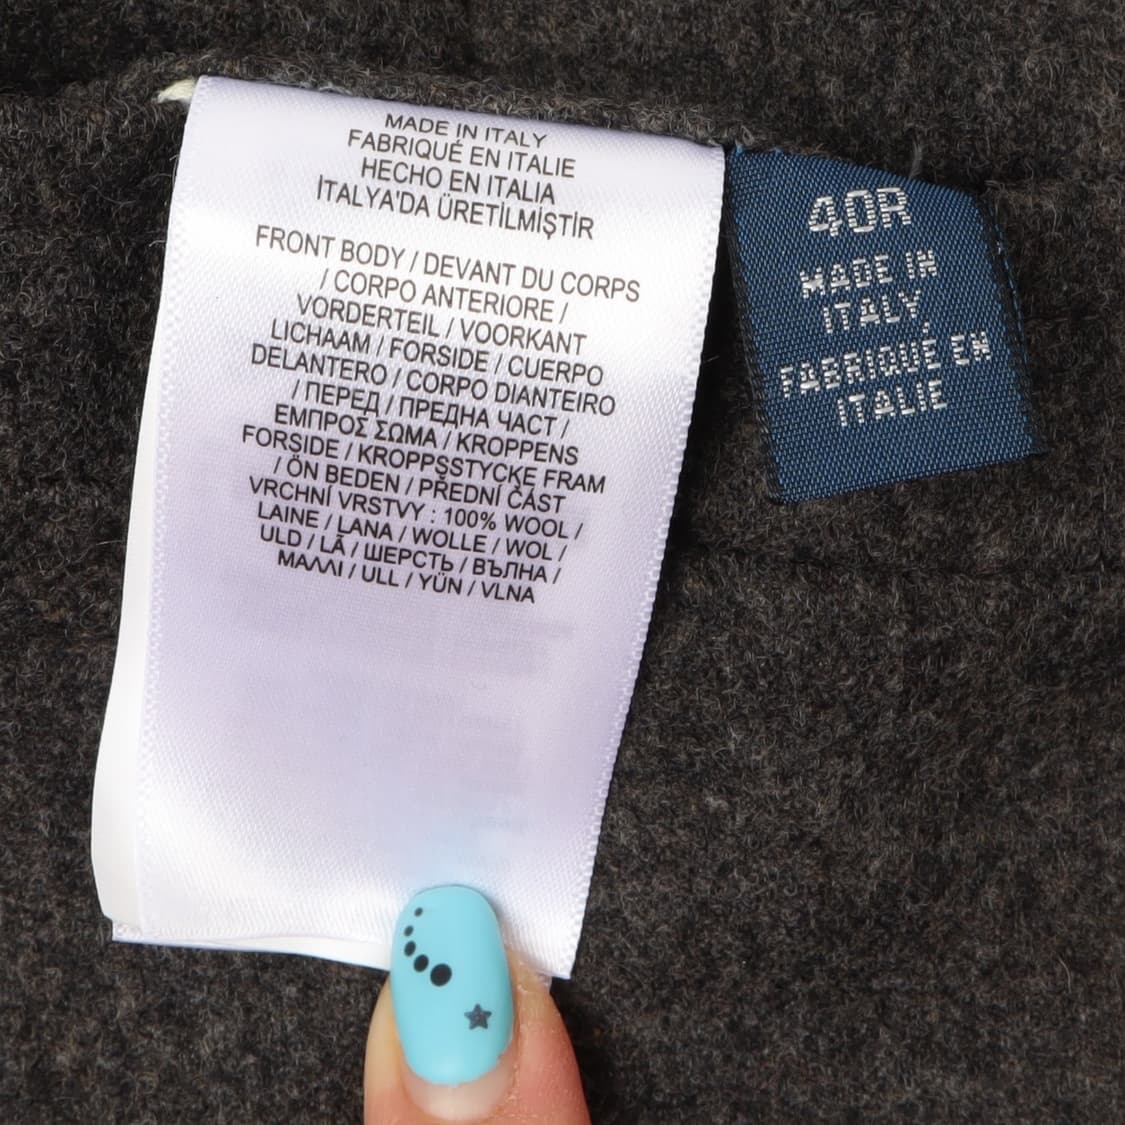 MADE IN ITALY
FABRIQUÉ EN ITALIE
HECHO EN ITALIA
İTALYA'DA ÜRETİLMİŞTİR
FRONT BODY / DEVANT DU CORPS
/ CORPO ANTERIORE /
VORDERTEIL / VOORKANT
LICHAAM / FORSIDE / CUERPO
DELANTERO / CORPO DIANTEIRO
/ ПЕРЕД / ПРЕДНА ЧАСТ /
ΕΜΠΡΟΣ ΣΩΜΑ / KROPPENS
FORSIDE / KROPPSSTYCKE FRAM
/ ÖN BEDEN / PŘEDNÍ ČÁST
VRCHNÍ VRSTVY : 100% WOOL /
LAINE / LANA / WOLLE / WOL /
ULD / LÃ / ШЕРСТЬ / ВЪЛНА /
ΜΑΛΛΙ / ULL / YÜN / VLNA
40R
MADE IN
ITALY
FABRIQUÉ EN
ITALIE